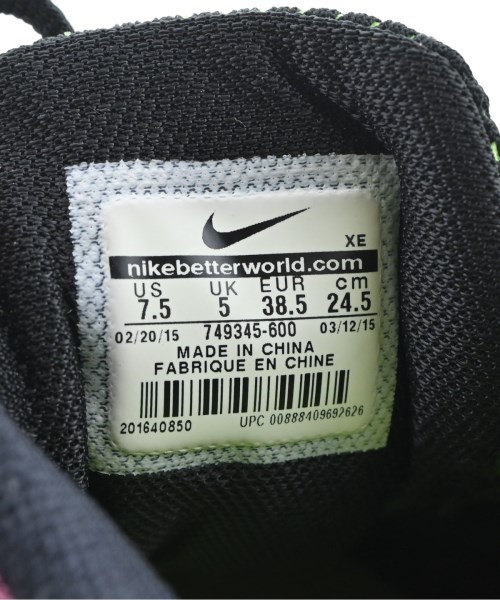 XE
nikebetterworld.com
US UK EUR cm
7.5 5 38.5 24.5
02/20/15 749345-600 03/12/15
MADE IN CHINA
FABRIQUE EN CHINE
201640850 UPC 00888409692626